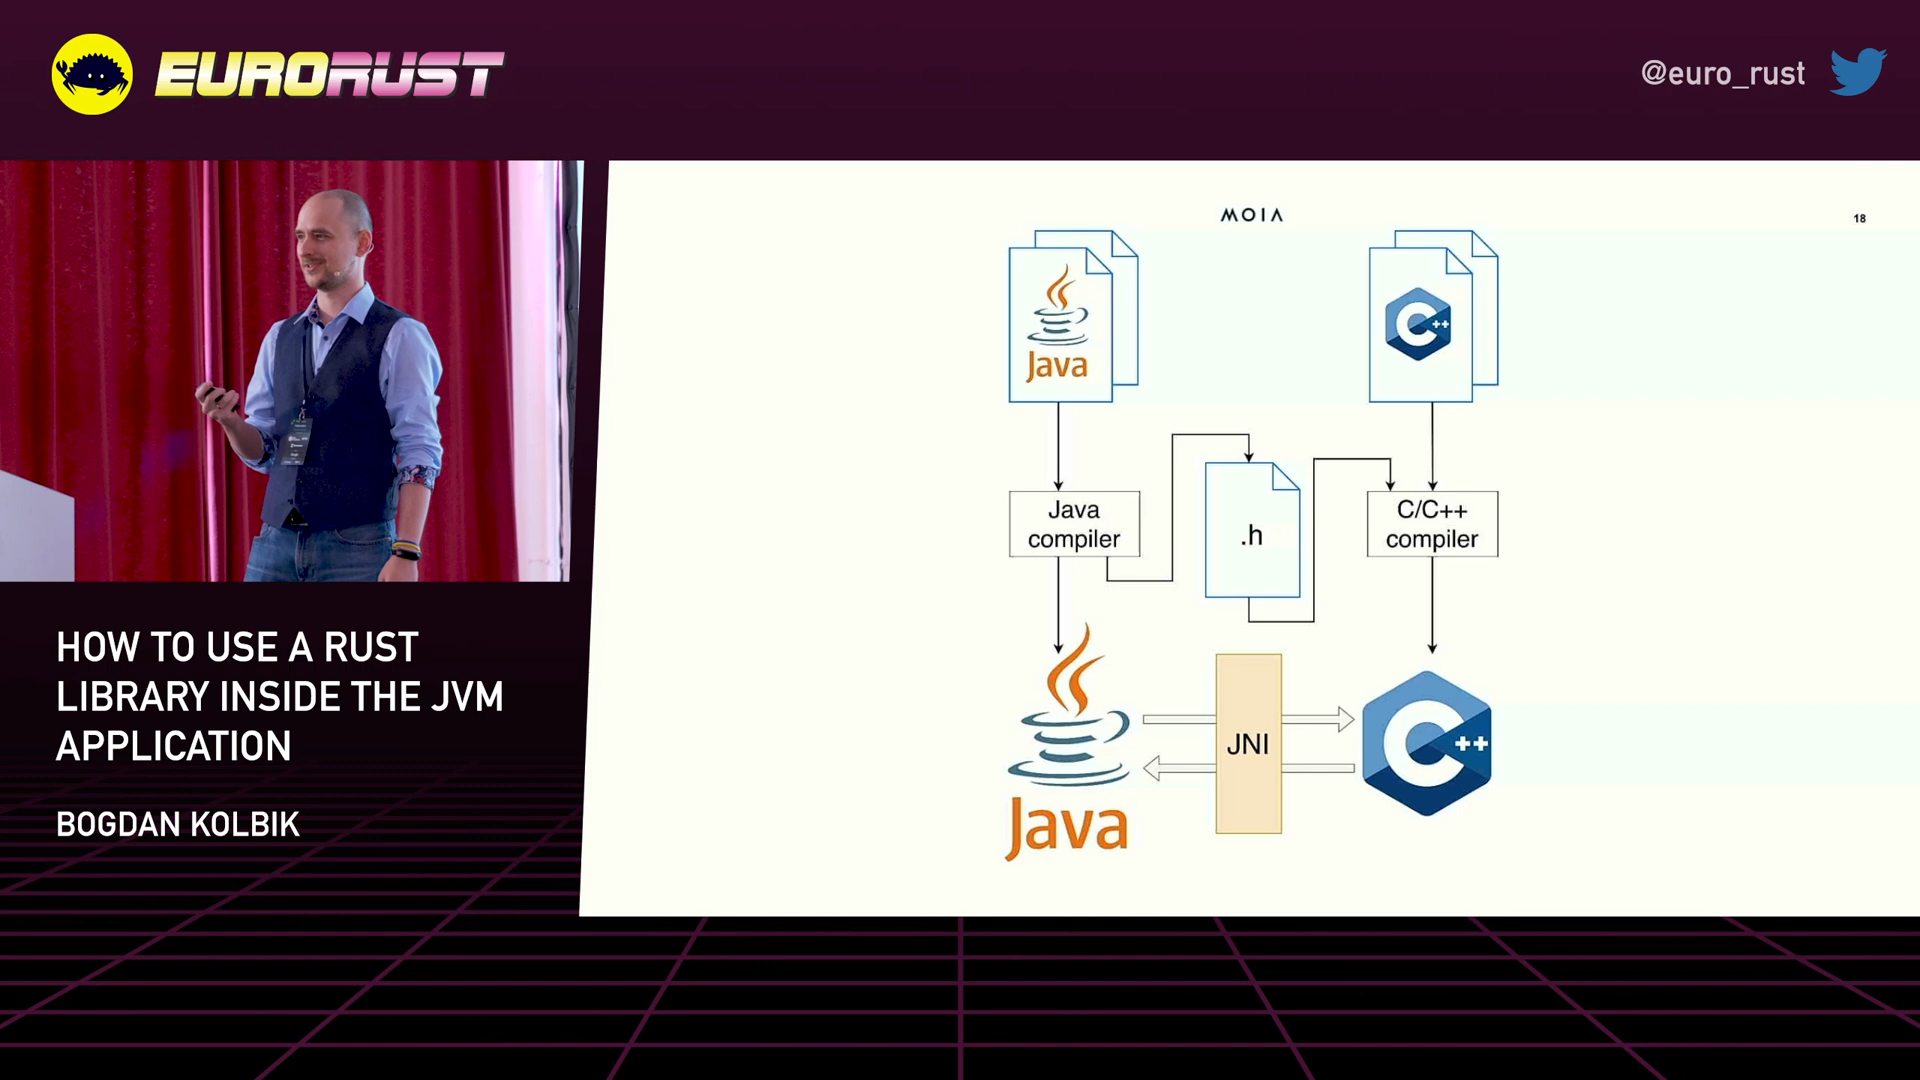 EURORUST
@euro_rust
MOIA
18
Java
C++
Java
compiler
.h
C/C++
compiler
JNI
Java
C++
HOW TO USE A RUST
LIBRARY INSIDE THE JVM
APPLICATION
BOGDAN KOLBIK